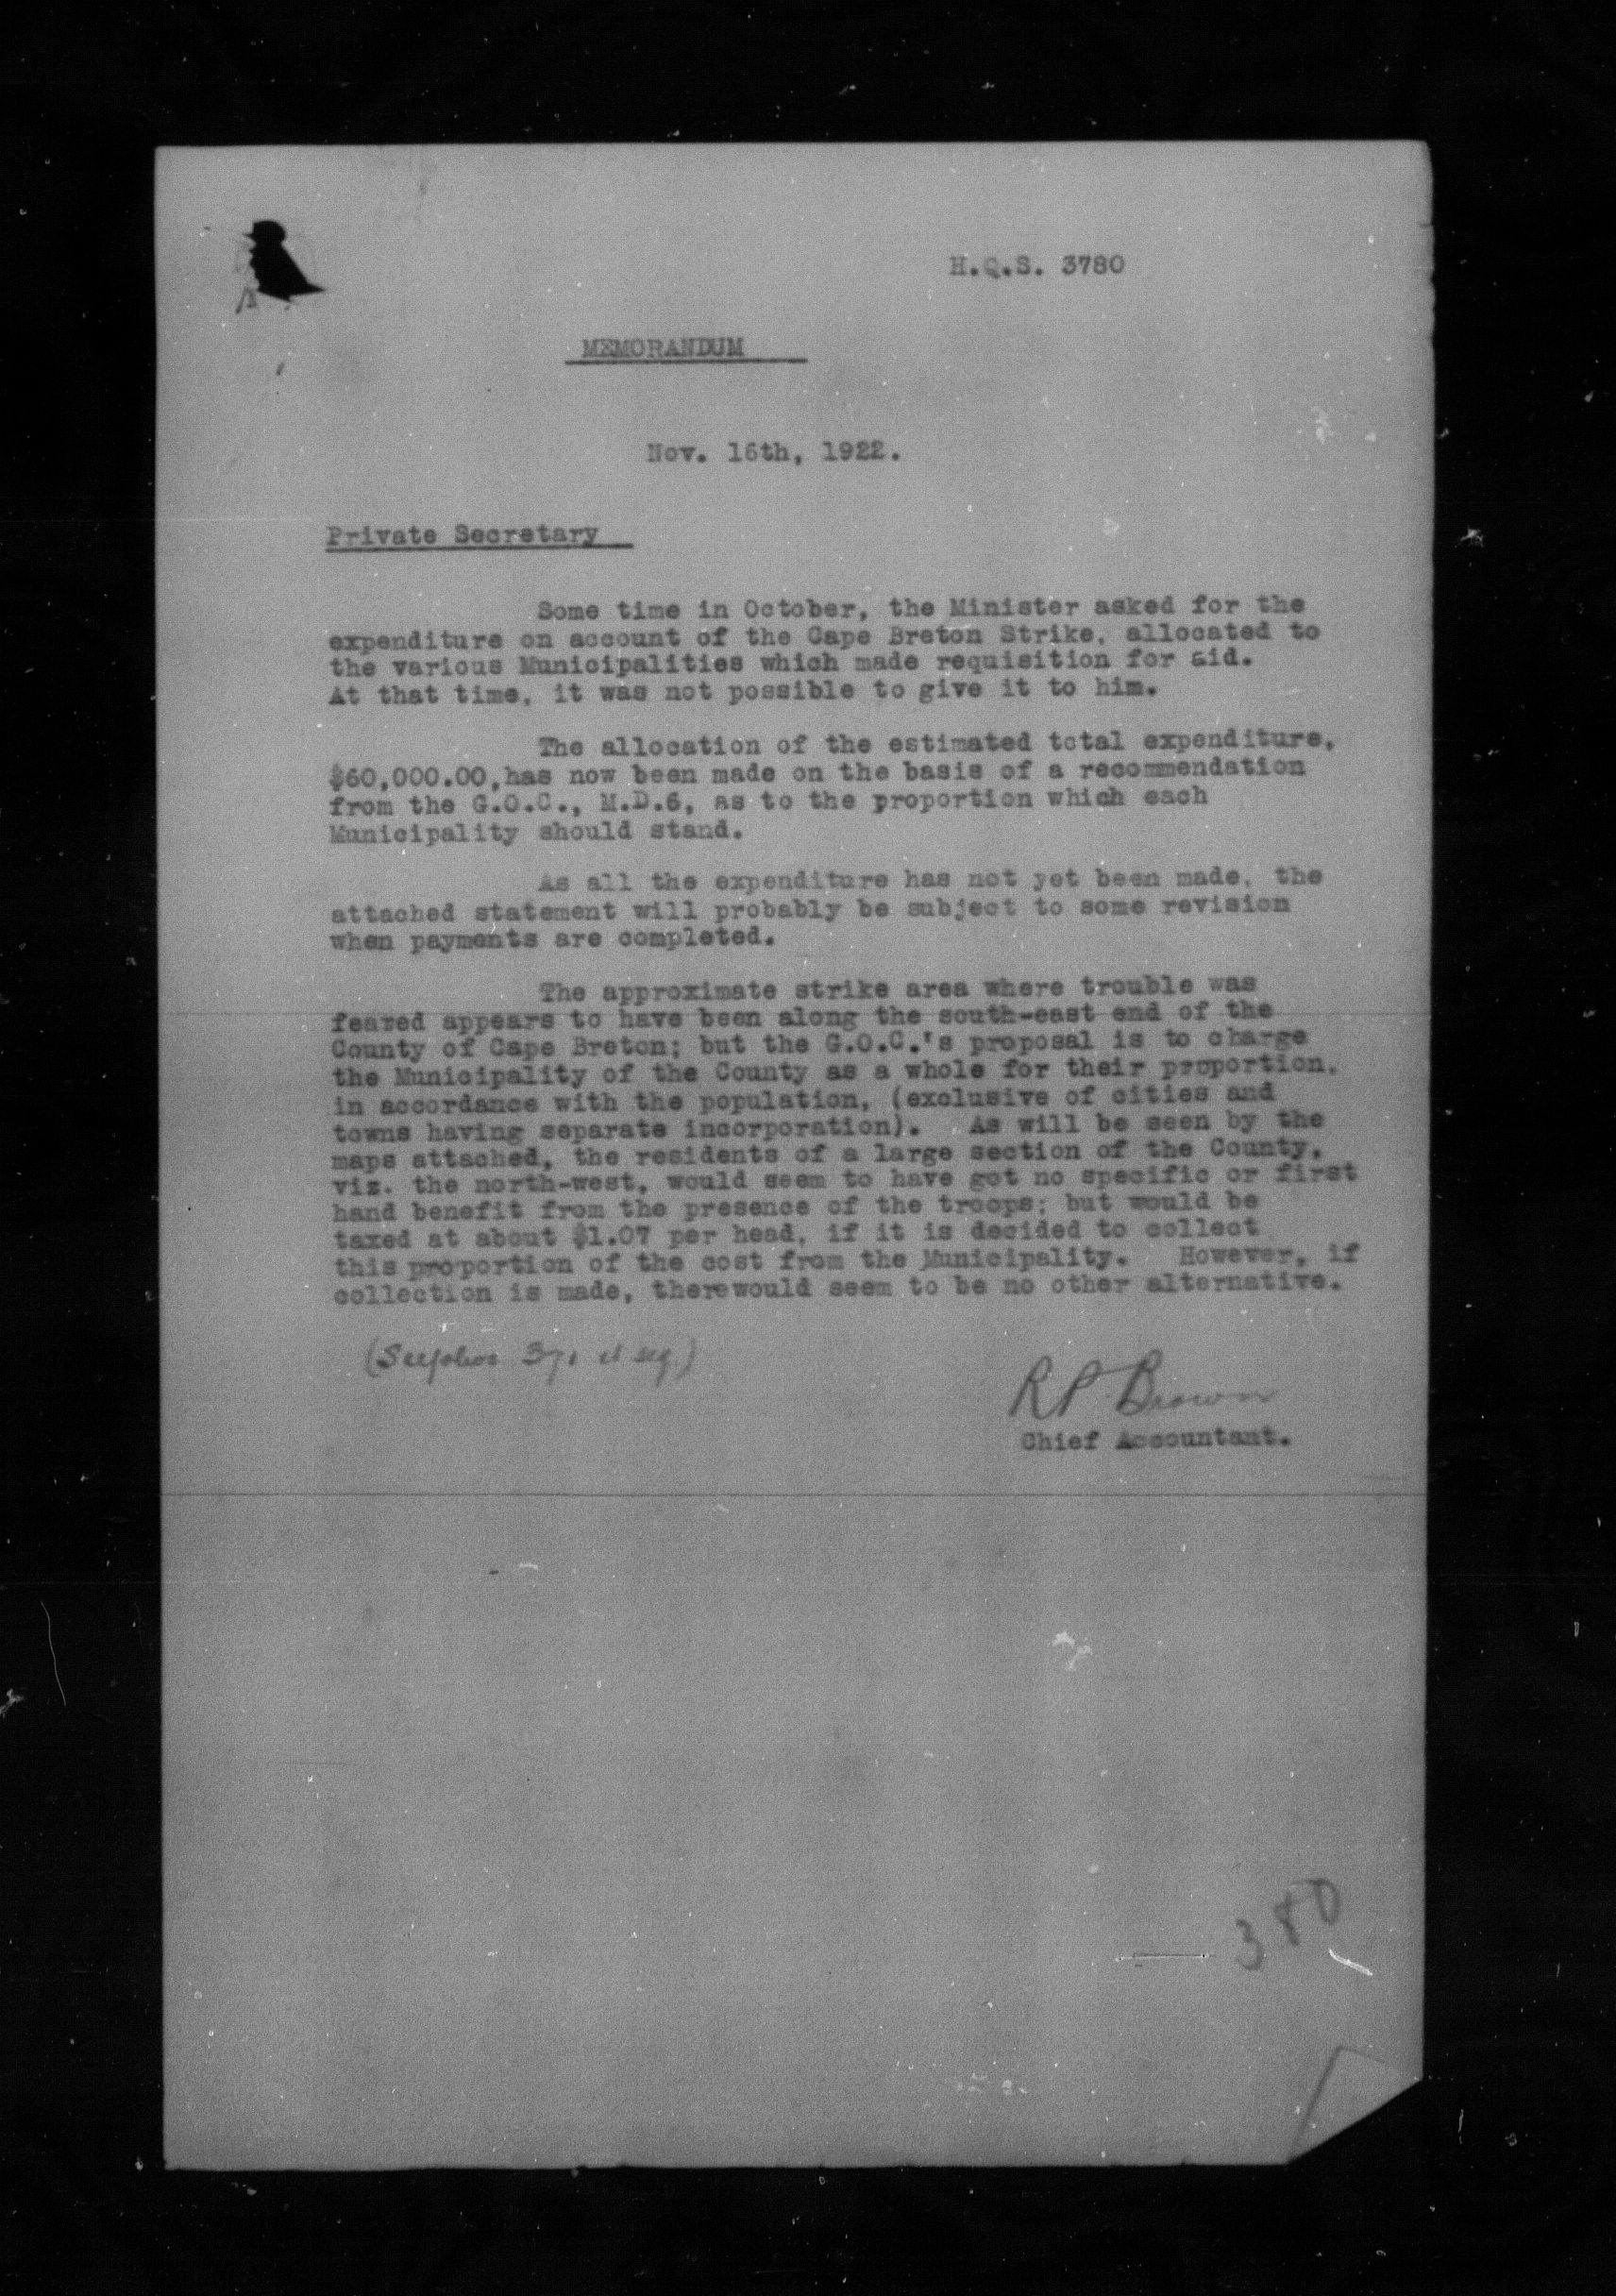 H.Q.S. 3780
MEMORANDUM
Nov. 16th, 1922.
Private Secretary
Some time in October, the Minister asked for the
expenditure on account of the Cape Breton Strike, allocated to
the various Municipalities which made requisition for aid.
At that time, it was not possible to give it to him.
The allocation of the estimated total expenditure,
$60,000.00,has now been made on the basis of a recommendation
from the G.O.C., M.D.6, as to the proportion which each
Municipality should stand.
As all the expenditure has not yet been made, the
attached statement will probably be subject to some revision
when payments are completed.
The approximate strike area where trouble was
feared appears to have been along the south-east end of the
County of Cape Breton; but the G.O.C.'s proposal is to charge
the Municipality of the County as a whole for their proportion,
in accordance with the population, (exclusive of cities and
towns having separate incorporation). As will be seen by the
maps attached, the residents of a large section of the County,
viz. the north-west, would seem to have got no specific or first
hand benefit from the presence of the troops; but would be
taxed at about $1.07 per head, if it is decided to collect
this proportion of the cost from the Municipality. However, if
collection is made, therewould seem to be no other alternative.
(See folios 371 et seq.)
RP Brown
Chief Accountant.
380